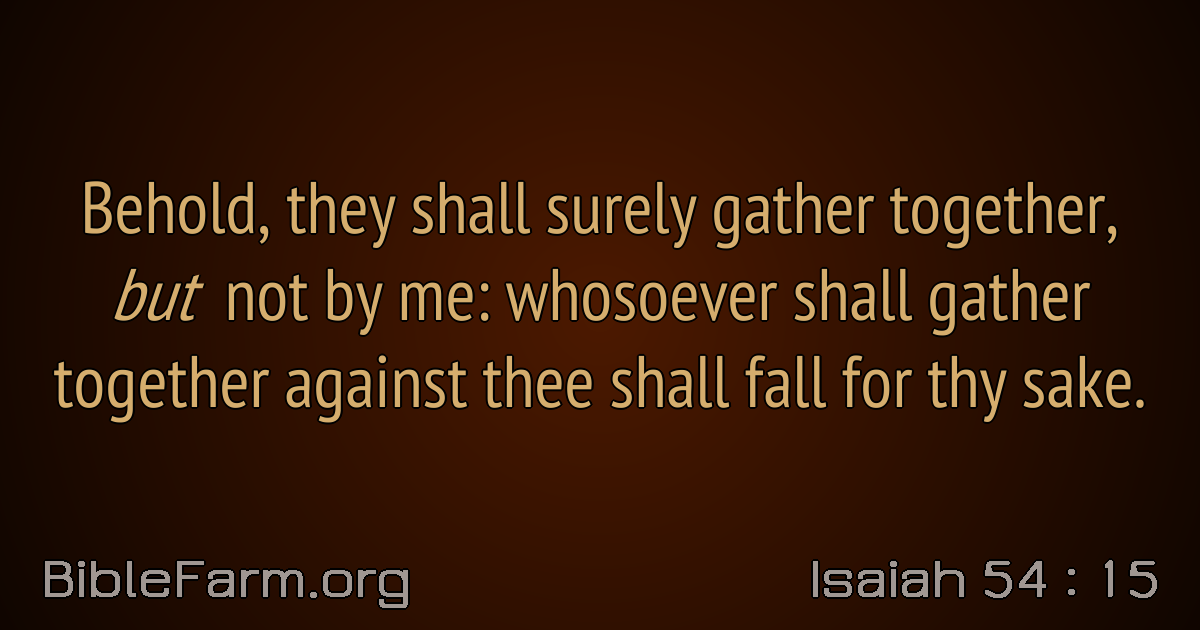 Behold, they shall surely gather together,
but not by me: whosoever shall gather
together against thee shall fall for thy sake.
BibleFarm.org
Isaiah 54 : 15